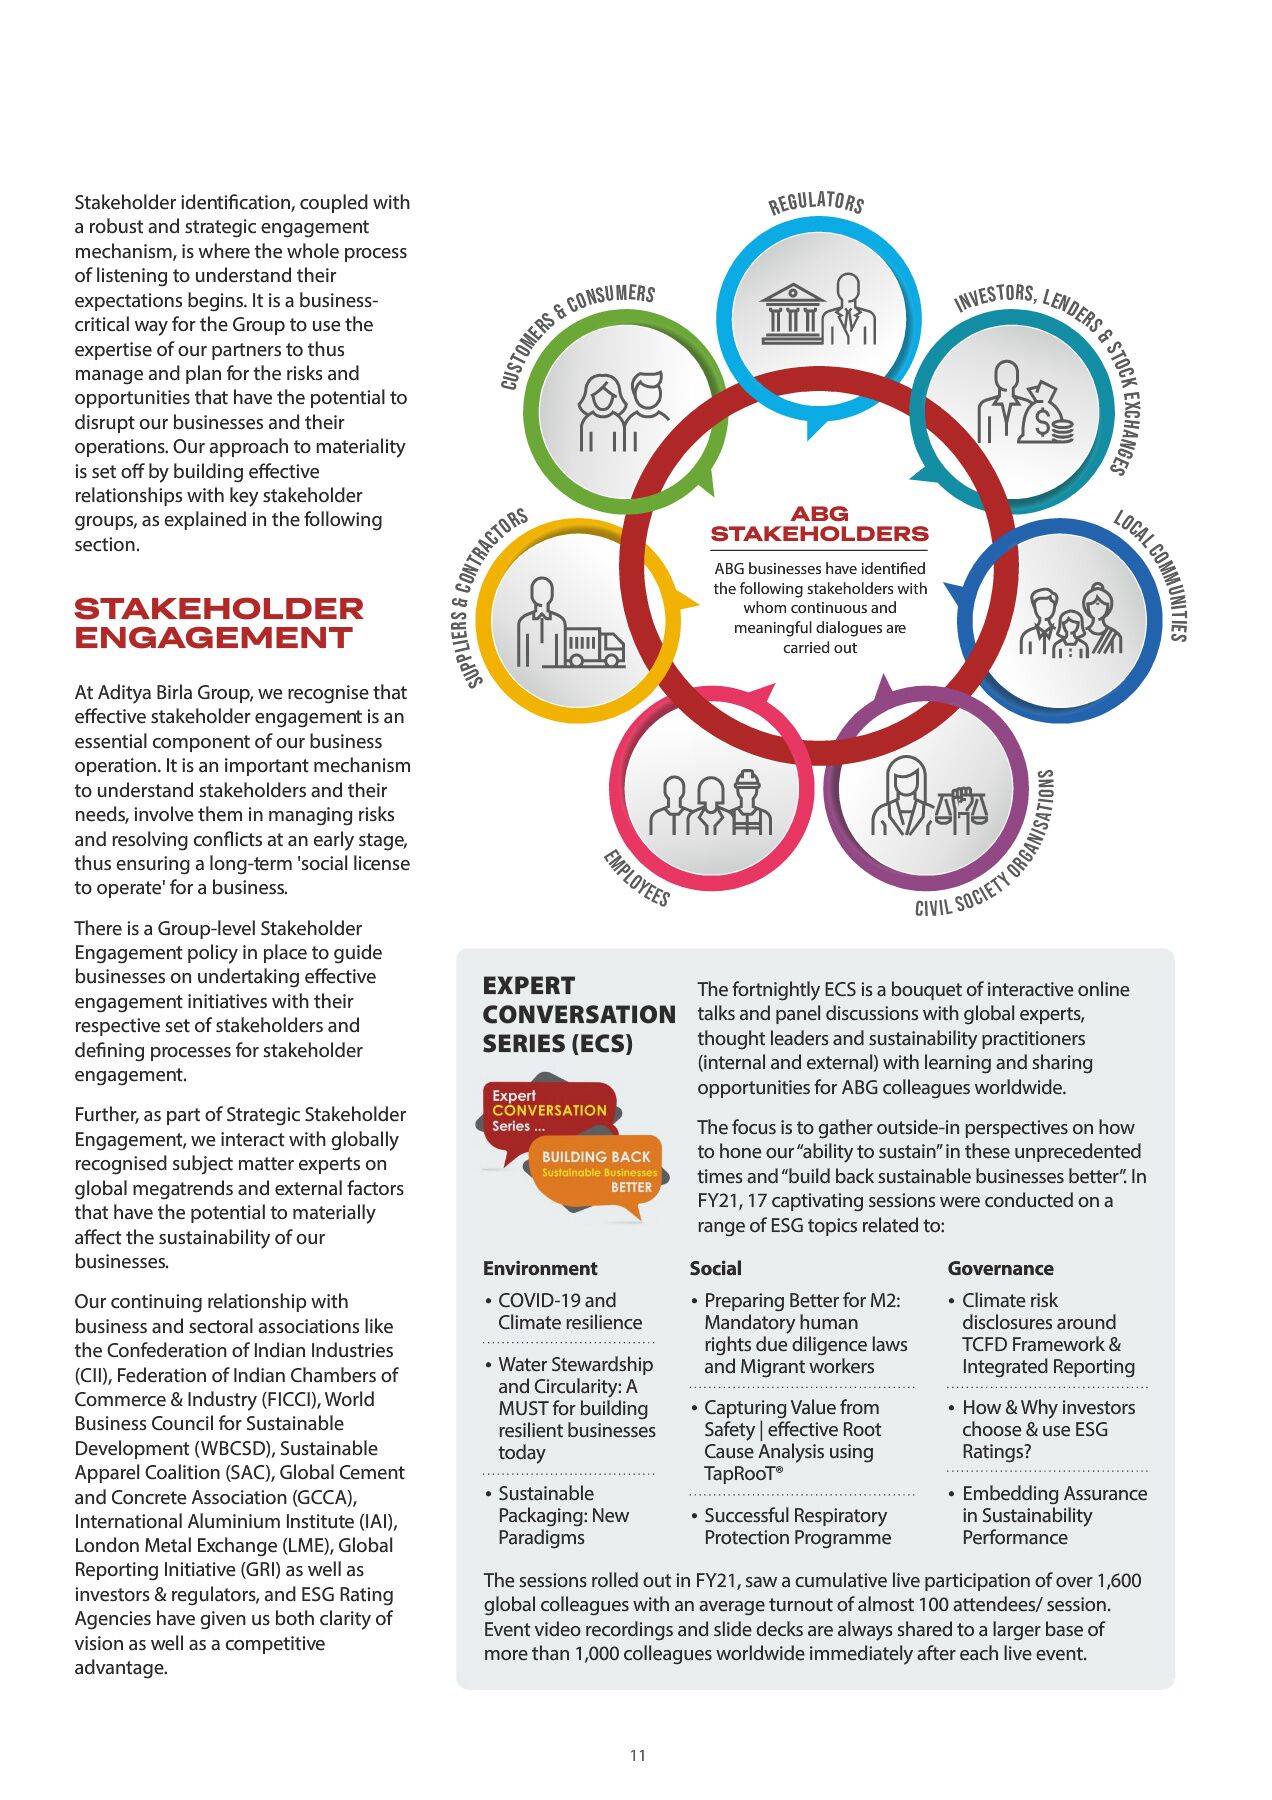 Stakeholder identification, coupled with
a robust and strategic engagement
mechanism, is where the whole process
of listening to understand their
expectations begins. It is a business-
critical way for the Group to use the
expertise of our partners to thus
manage and plan for the risks and
opportunities that have the potential to
disrupt our businesses and their
operations. Our approach to materiality
is set off by building effective
relationships with key stakeholder
groups, as explained in the following
section.
STAKEHOLDER
ENGAGEMENT
At Aditya Birla Group, we recognise that
effective stakeholder engagement is an
essential component of our business
operation. It is an important mechanism
to understand stakeholders and their
needs, involve them in managing risks
and resolving conflicts at an early stage,
thus ensuring a long-term 'social license
to operate' for a business.
There is a Group-level Stakeholder
Engagement policy in place to guide
businesses on undertaking effective
engagement initiatives with their
respective set of stakeholders and
defining processes for stakeholder
engagement.
Further, as part of Strategic Stakeholder
Engagement, we interact with globally
recognised subject matter experts on
global megatrends and external factors
that have the potential to materially
affect the sustainability of our
businesses.
Our continuing relationship with
business and sectoral associations like
the Confederation of Indian Industries
(CII), Federation of Indian Chambers of
Commerce & Industry (FICCI), World
Business Council for Sustainable
Development (WBCSD), Sustainable
Apparel Coalition (SAC), Global Cement
and Concrete Association (GCCA),
International Aluminium Institute (IAI),
London Metal Exchange (LME), Global
Reporting Initiative (GRI) as well as
investors & regulators, and ESG Rating
Agencies have given us both clarity of
vision as well as a competitive
advantage.
REGULATORS
INVESTORS, LENDERS & STOCK EXCHANGES
LOCAL COMMUNITIES
CIVIL SOCIETY ORGANISATIONS
EMPLOYEES
SUPPLIERS & CONTRACTORS
CUSTOMERS & CONSUMERS
$
ABG
STAKEHOLDERS
ABG businesses have identified
the following stakeholders with
whom continuous and
meaningful dialogues are
carried out
EXPERT
CONVERSATION
SERIES (ECS)
Expert
CONVERSATION
Series ...
BUILDING BACK
Sustainable Businesses
BETTER
The fortnightly ECS is a bouquet of interactive online
talks and panel discussions with global experts,
thought leaders and sustainability practitioners
(internal and external) with learning and sharing
opportunities for ABG colleagues worldwide.
The focus is to gather outside-in perspectives on how
to hone our “ability to sustain” in these unprecedented
times and “build back sustainable businesses better”. In
FY21, 17 captivating sessions were conducted on a
range of ESG topics related to:
Environment
• COVID-19 and
Climate resilience
• Water Stewardship
and Circularity: A
MUST for building
resilient businesses
today
• Sustainable
Packaging: New
Paradigms
Social
• Preparing Better for M2:
Mandatory human
rights due diligence laws
and Migrant workers
• Capturing Value from
Safety | effective Root
Cause Analysis using
TapRooT®
• Successful Respiratory
Protection Programme
Governance
• Climate risk
disclosures around
TCFD Framework &
Integrated Reporting
• How & Why investors
choose & use ESG
Ratings?
• Embedding Assurance
in Sustainability
Performance
The sessions rolled out in FY21, saw a cumulative live participation of over 1,600
global colleagues with an average turnout of almost 100 attendees/ session.
Event video recordings and slide decks are always shared to a larger base of
more than 1,000 colleagues worldwide immediately after each live event.
11